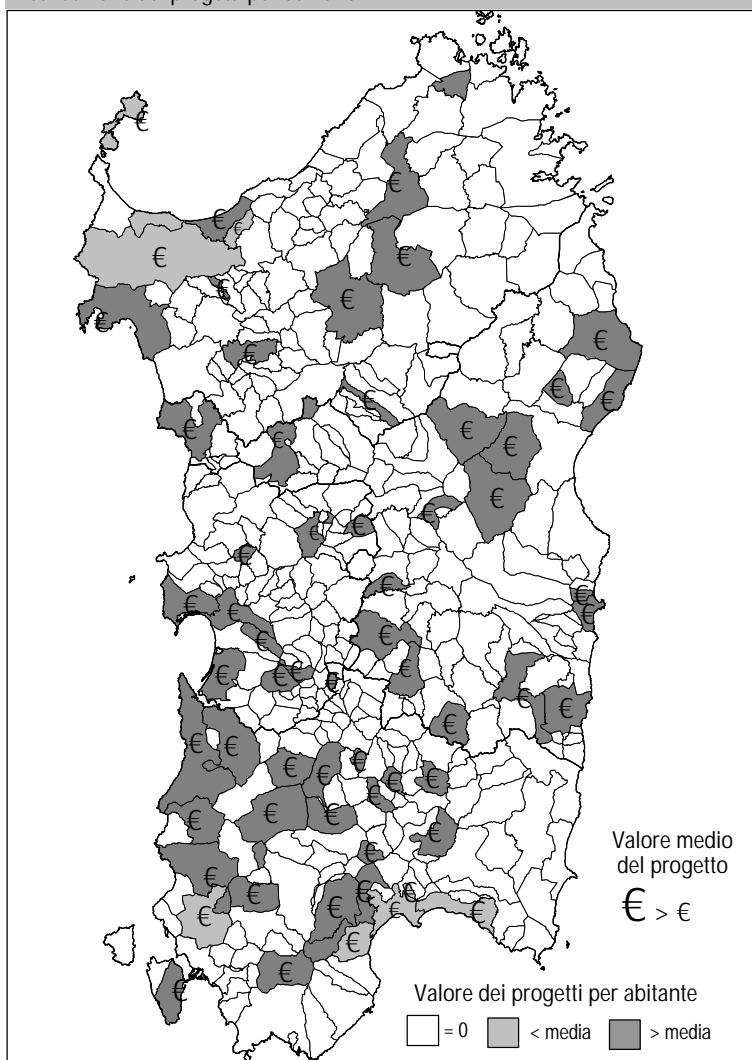 Valore medio
del progetto
€ > €
Valore dei progetti per abitante
= 0 < media > media